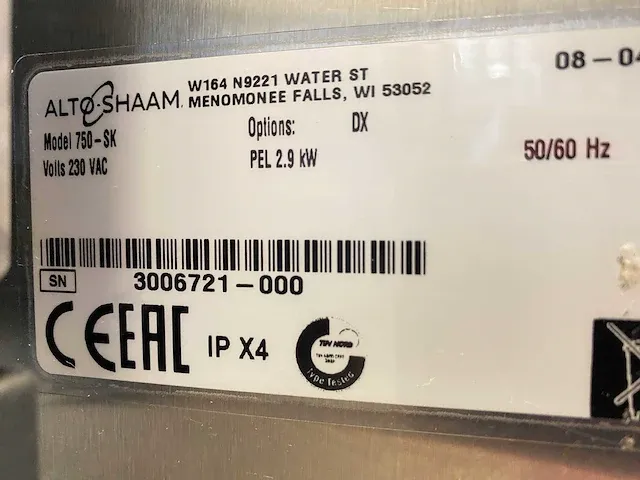 ALTO-SHAAM. W164 N9221 WATER ST
MENOMONEE FALLS, WI 53052
08-04
Model 750-SK
Options: DX
Volts 230 VAC
PEL 2.9 kW
50/60 Hz
SN
3006721-000
CE EAC IP X4
TÜV NORD
Type Tested